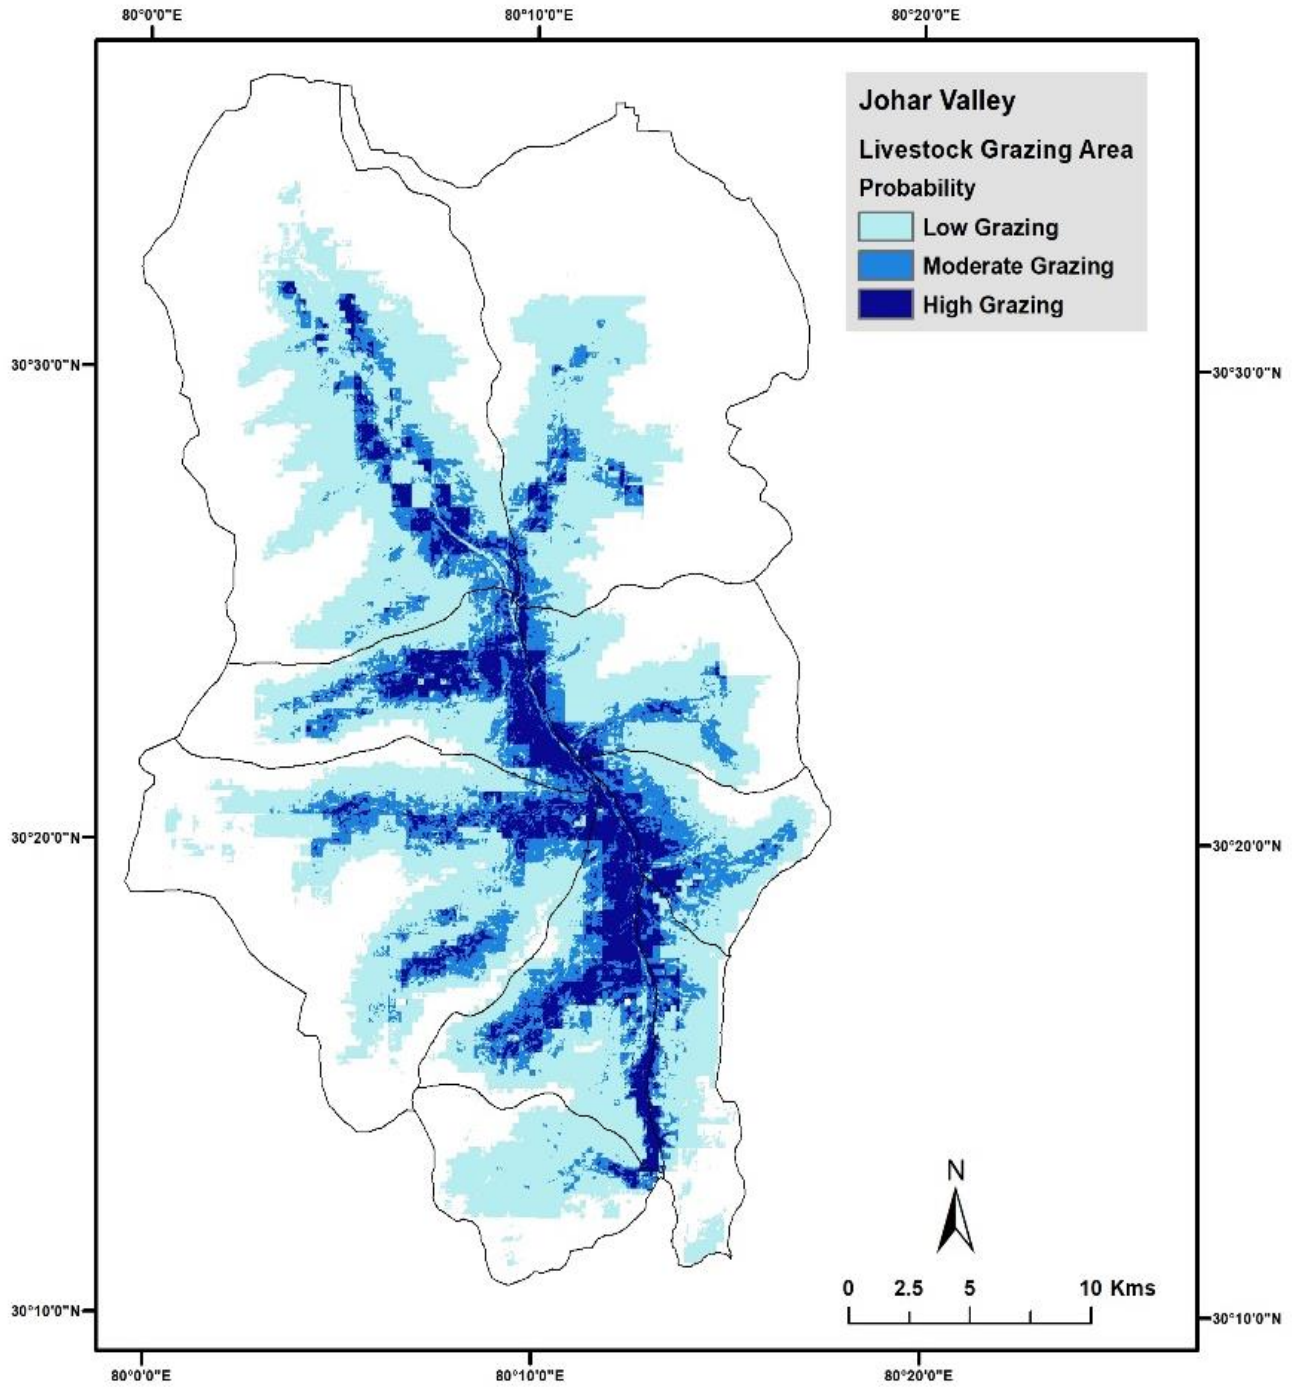 80°0'0"E 80°10'0"E 80°20'0"E
Johar Valley
Livestock Grazing Area
Probability
Low Grazing
Moderate Grazing
High Grazing
30°30'0"N 30°30'0"N
30°20'0"N 30°20'0"N
N
0 2.5 5 10 Kms
30°10'0"N 30°10'0"N
80°0'0"E 80°10'0"E 80°20'0"E